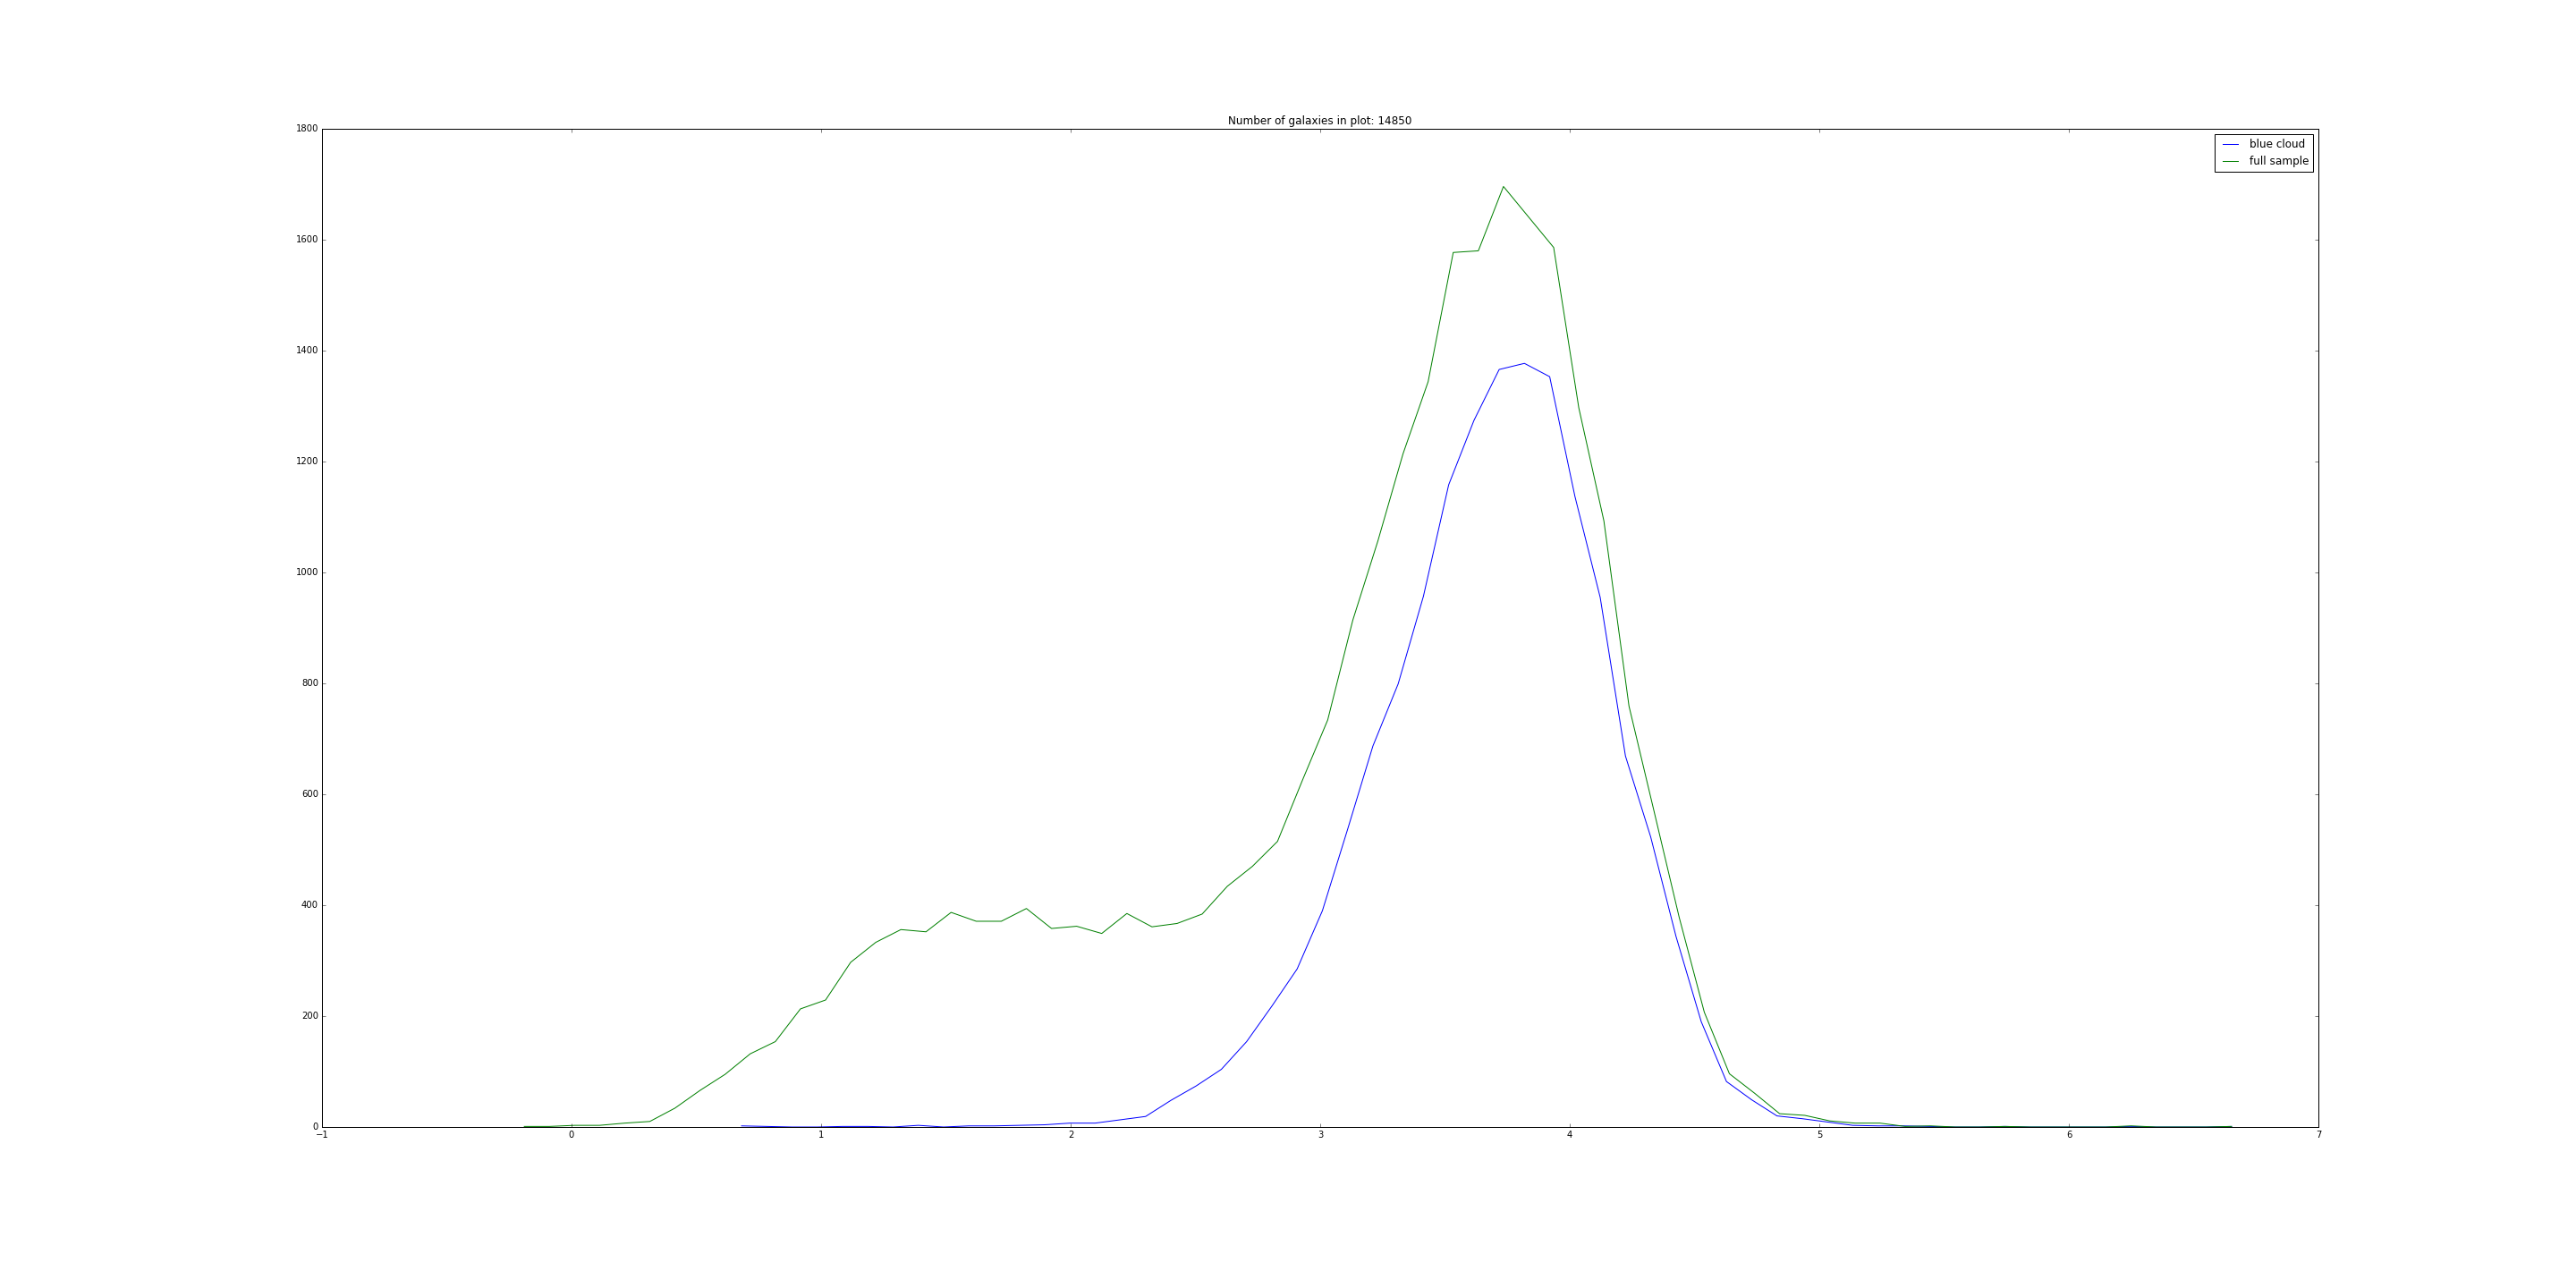 Number of galaxies in plot: 14850
1800
blue cloud
full sample
1600
1400
1200
1000
800
600
400
200
0
−1 0 1 2 3 4 5 6 7